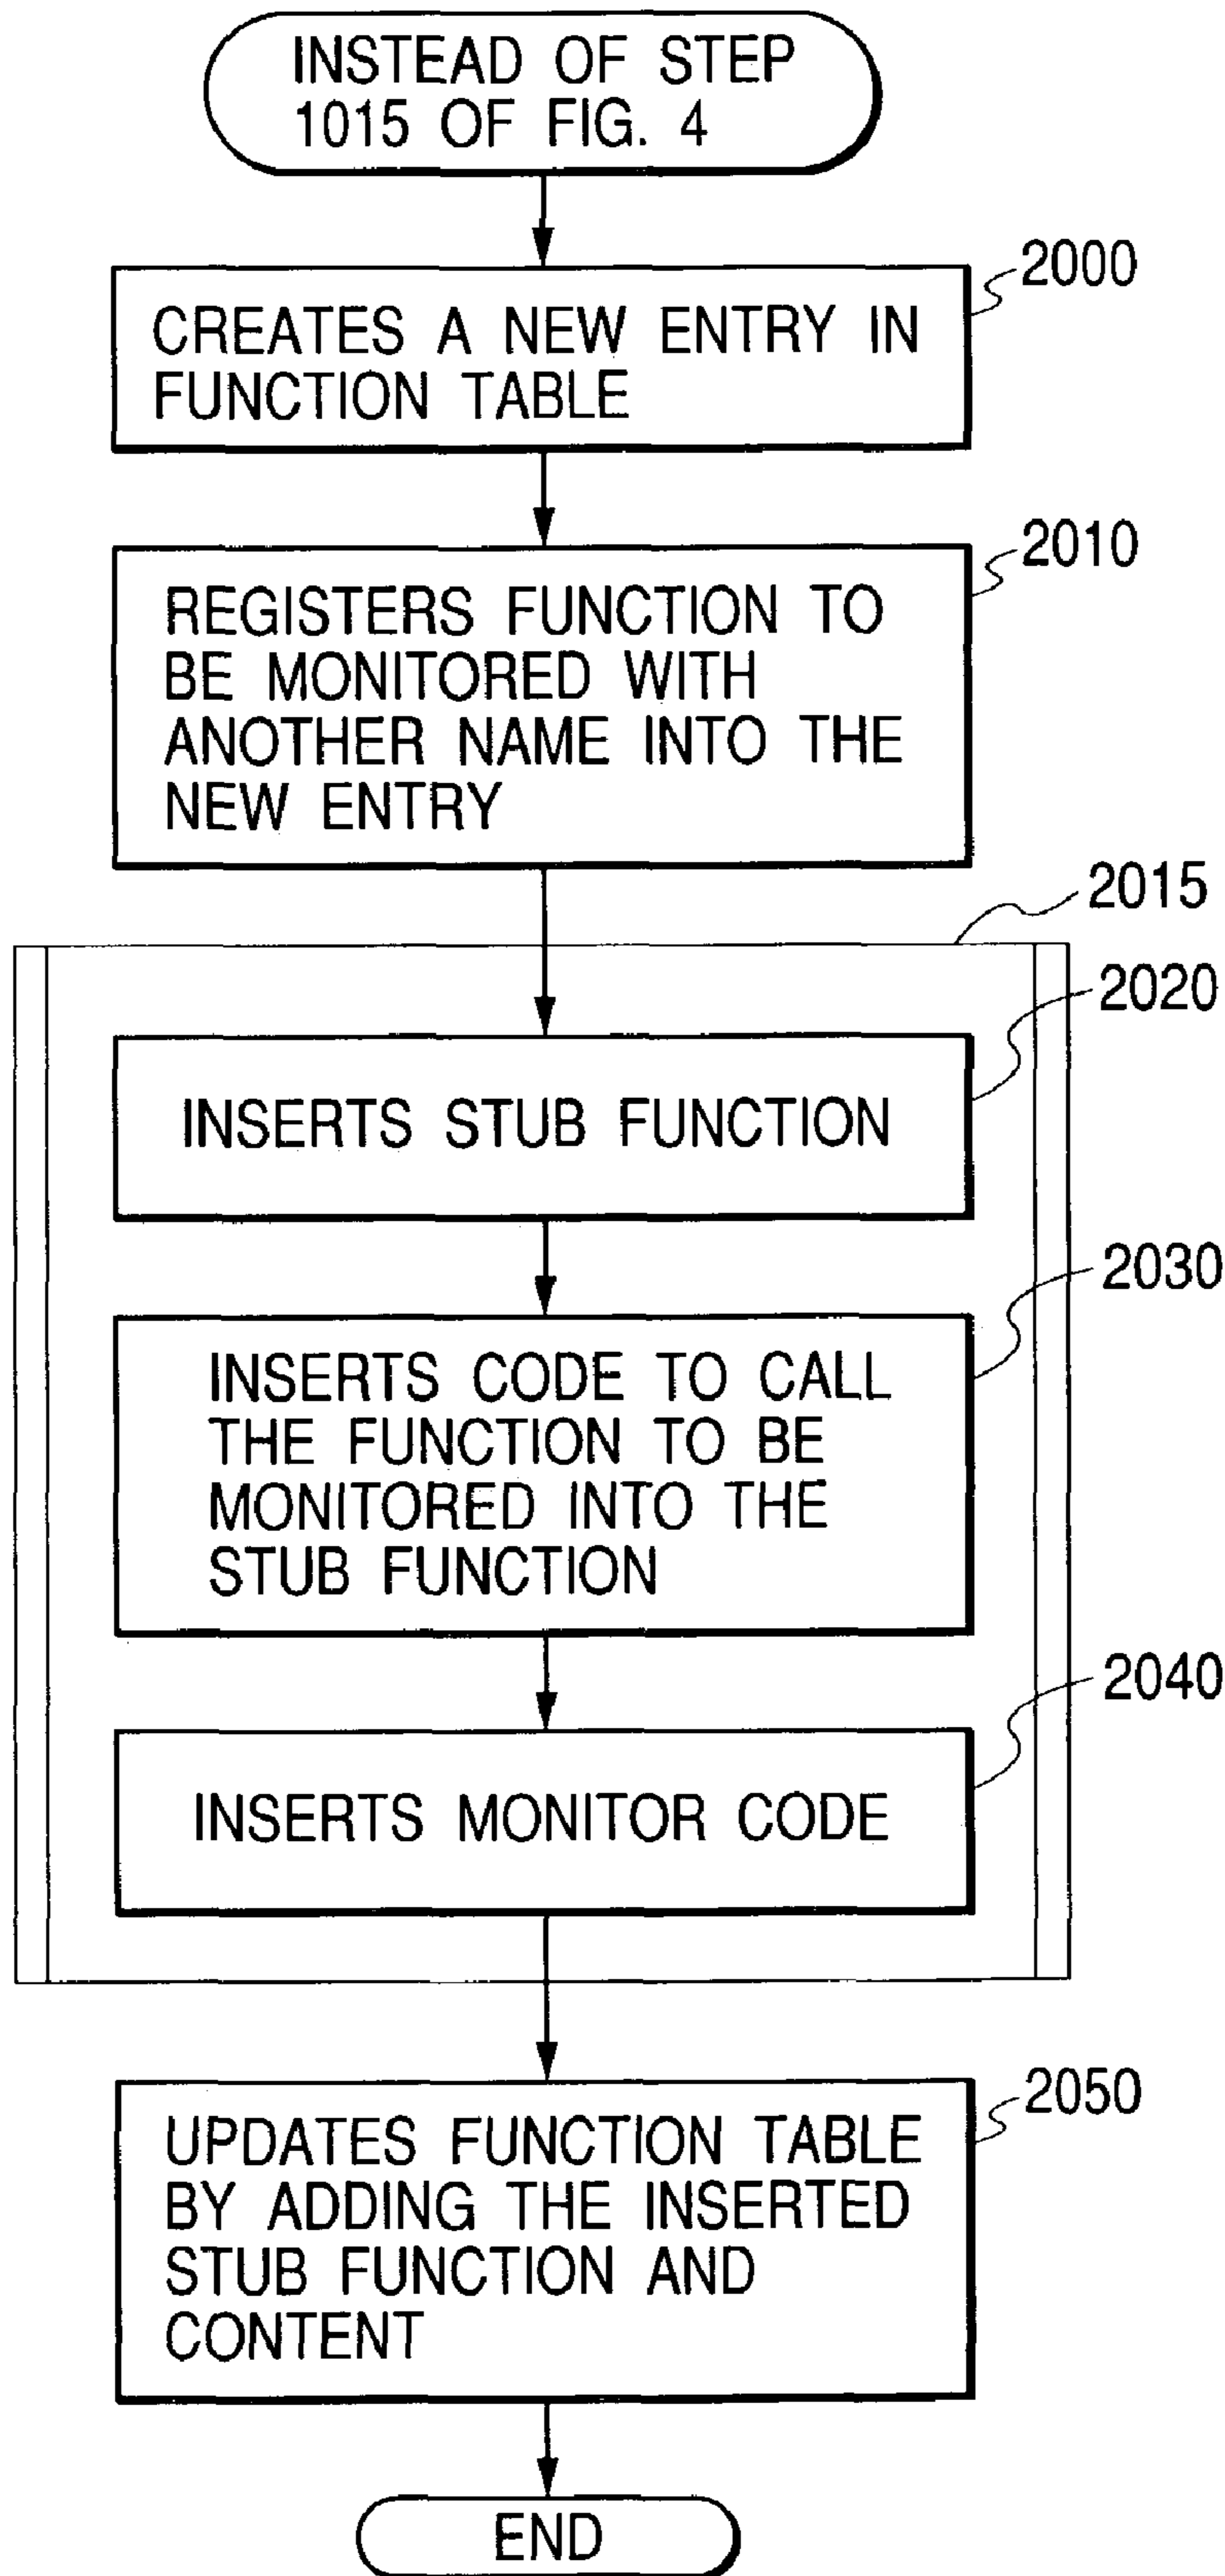 INSTEAD OF STEP
1015 OF FIG. 4
2000
CREATES A NEW ENTRY IN
FUNCTION TABLE
2010
REGISTERS FUNCTION TO
BE MONITORED WITH
ANOTHER NAME INTO THE
NEW ENTRY
2015
2020
INSERTS STUB FUNCTION
2030
INSERTS CODE TO CALL
THE FUNCTION TO BE
MONITORED INTO THE
STUB FUNCTION
2040
INSERTS MONITOR CODE
2050
UPDATES FUNCTION TABLE
BY ADDING THE INSERTED
STUB FUNCTION AND
CONTENT
END